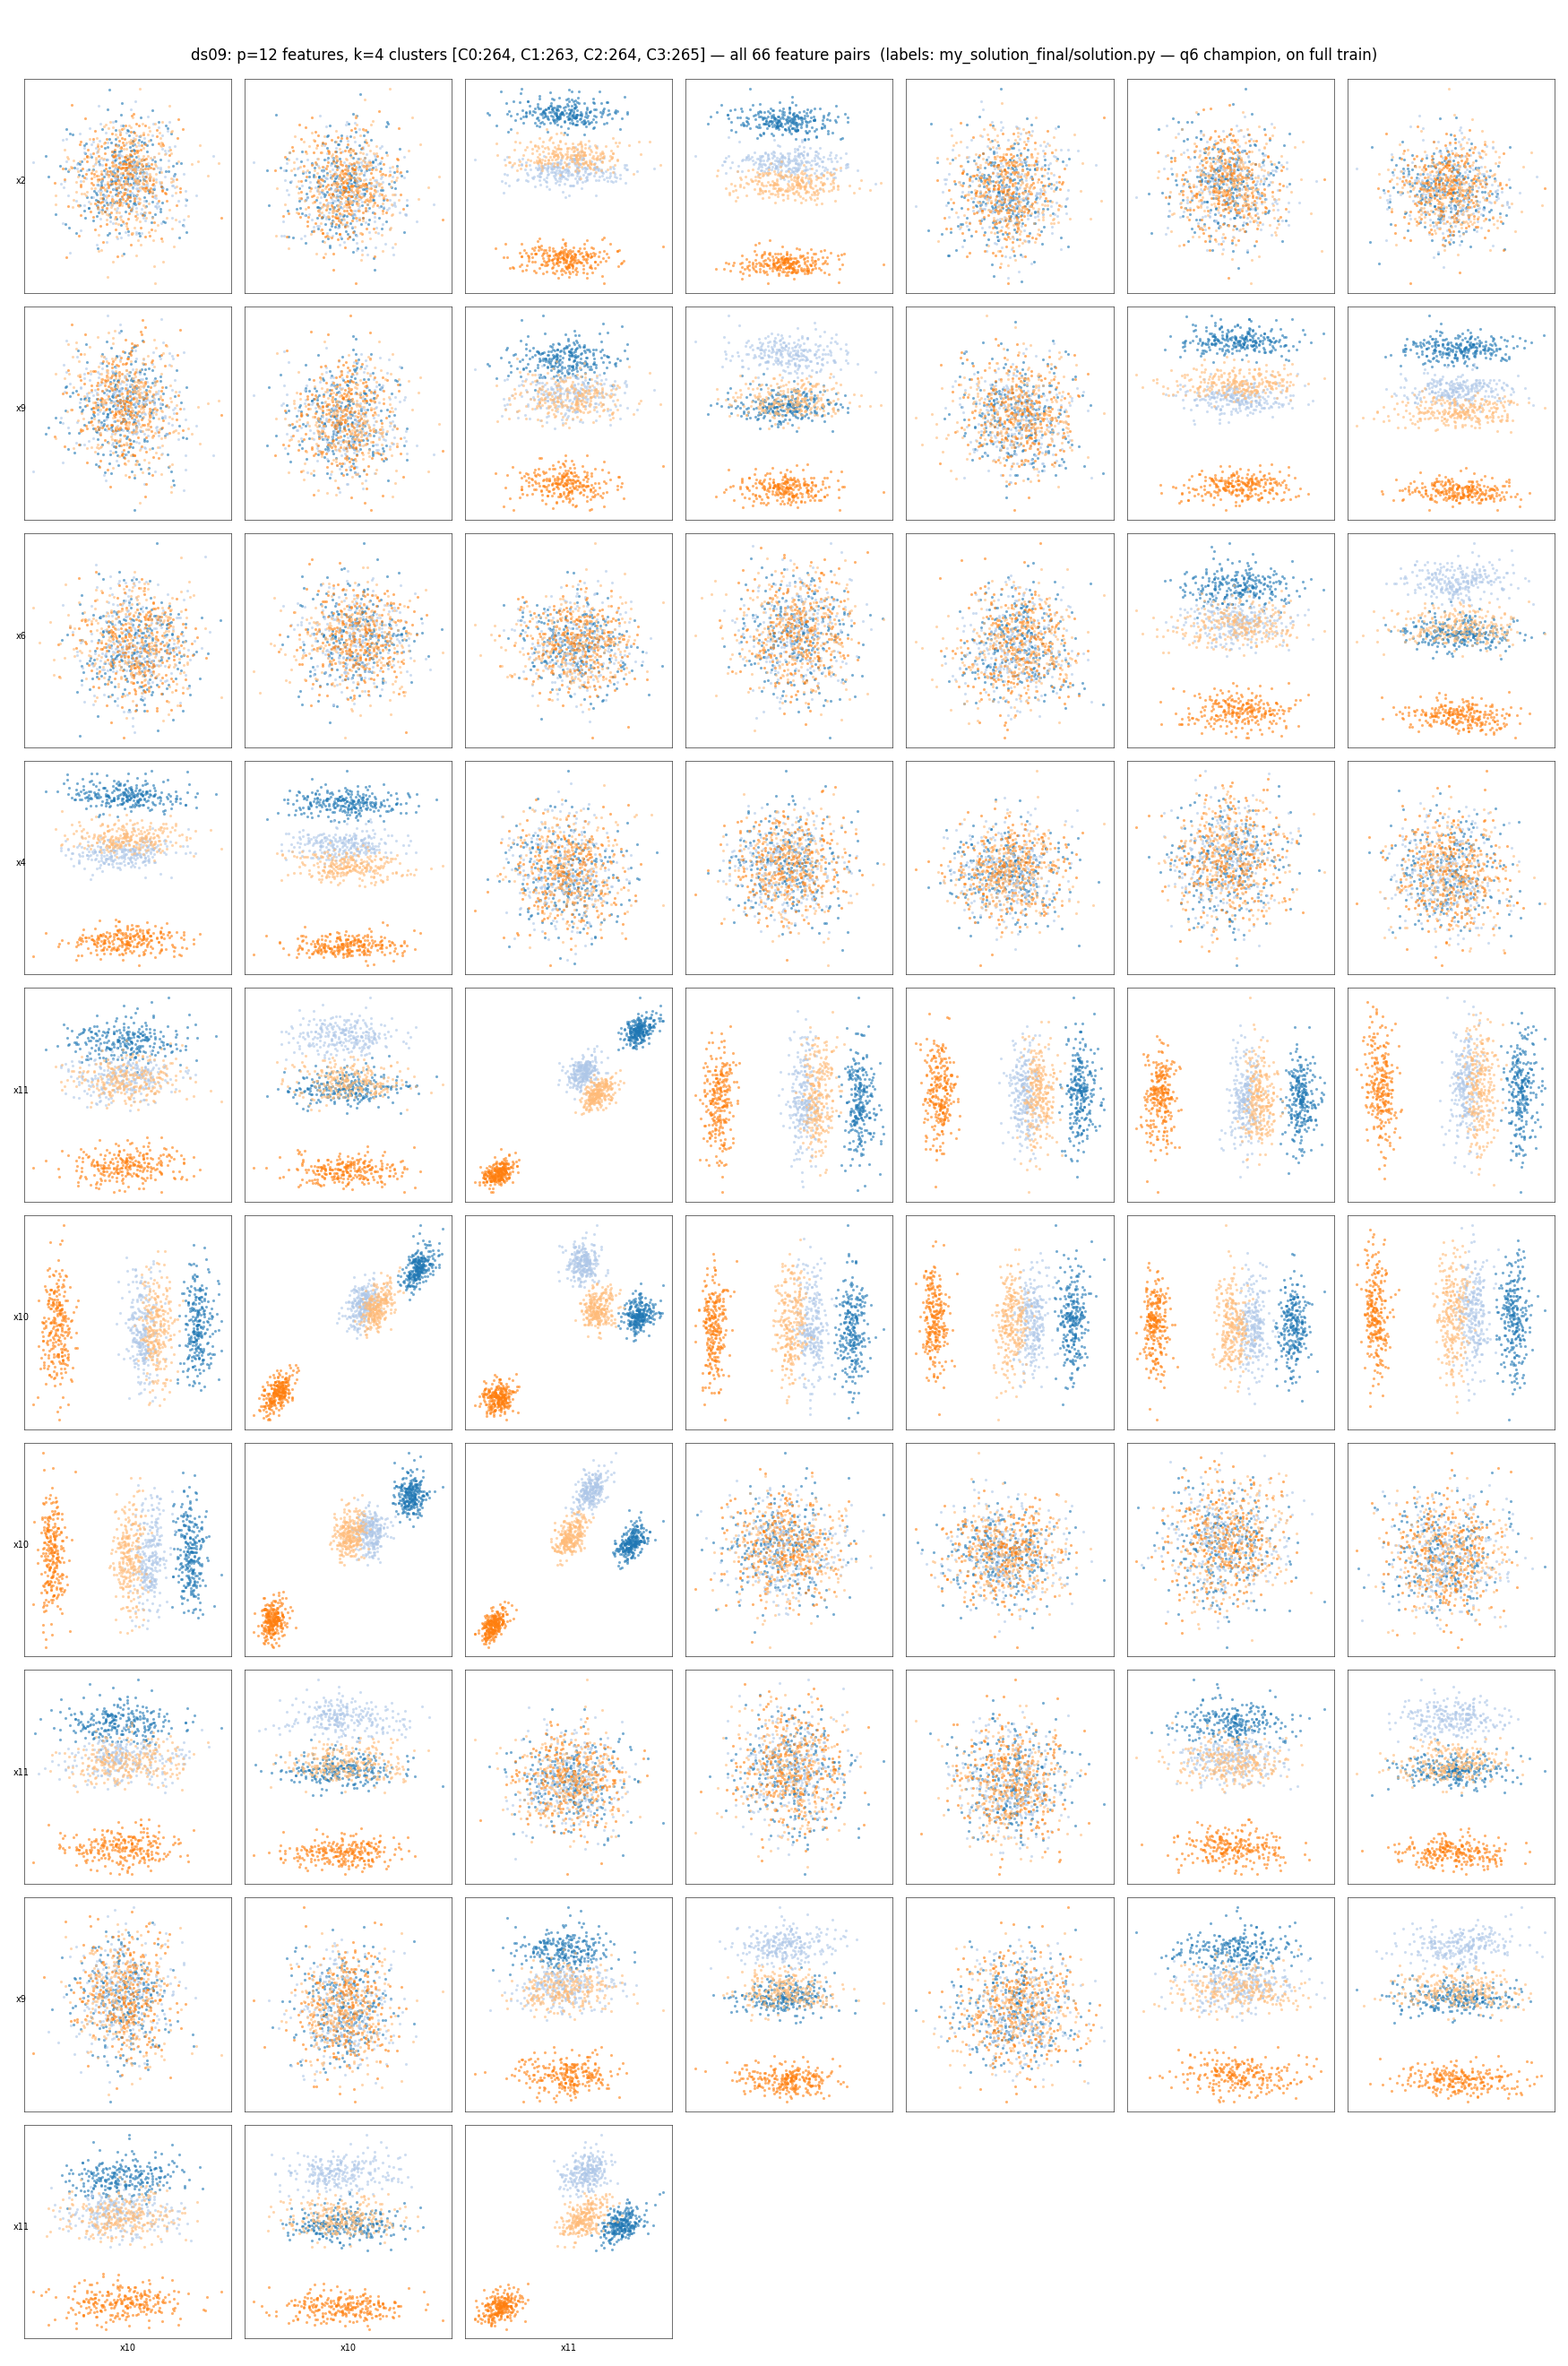 ds09: p=12 features, k=4 clusters [C0:264, C1:263, C2:264, C3:265] — all 66 feature pairs  (labels: my_solution_final/solution.py — q6 champion, on full train)
x2
x9
x6
x4
x11
x10
x10
x11
x9
x11
x10
x10
x11